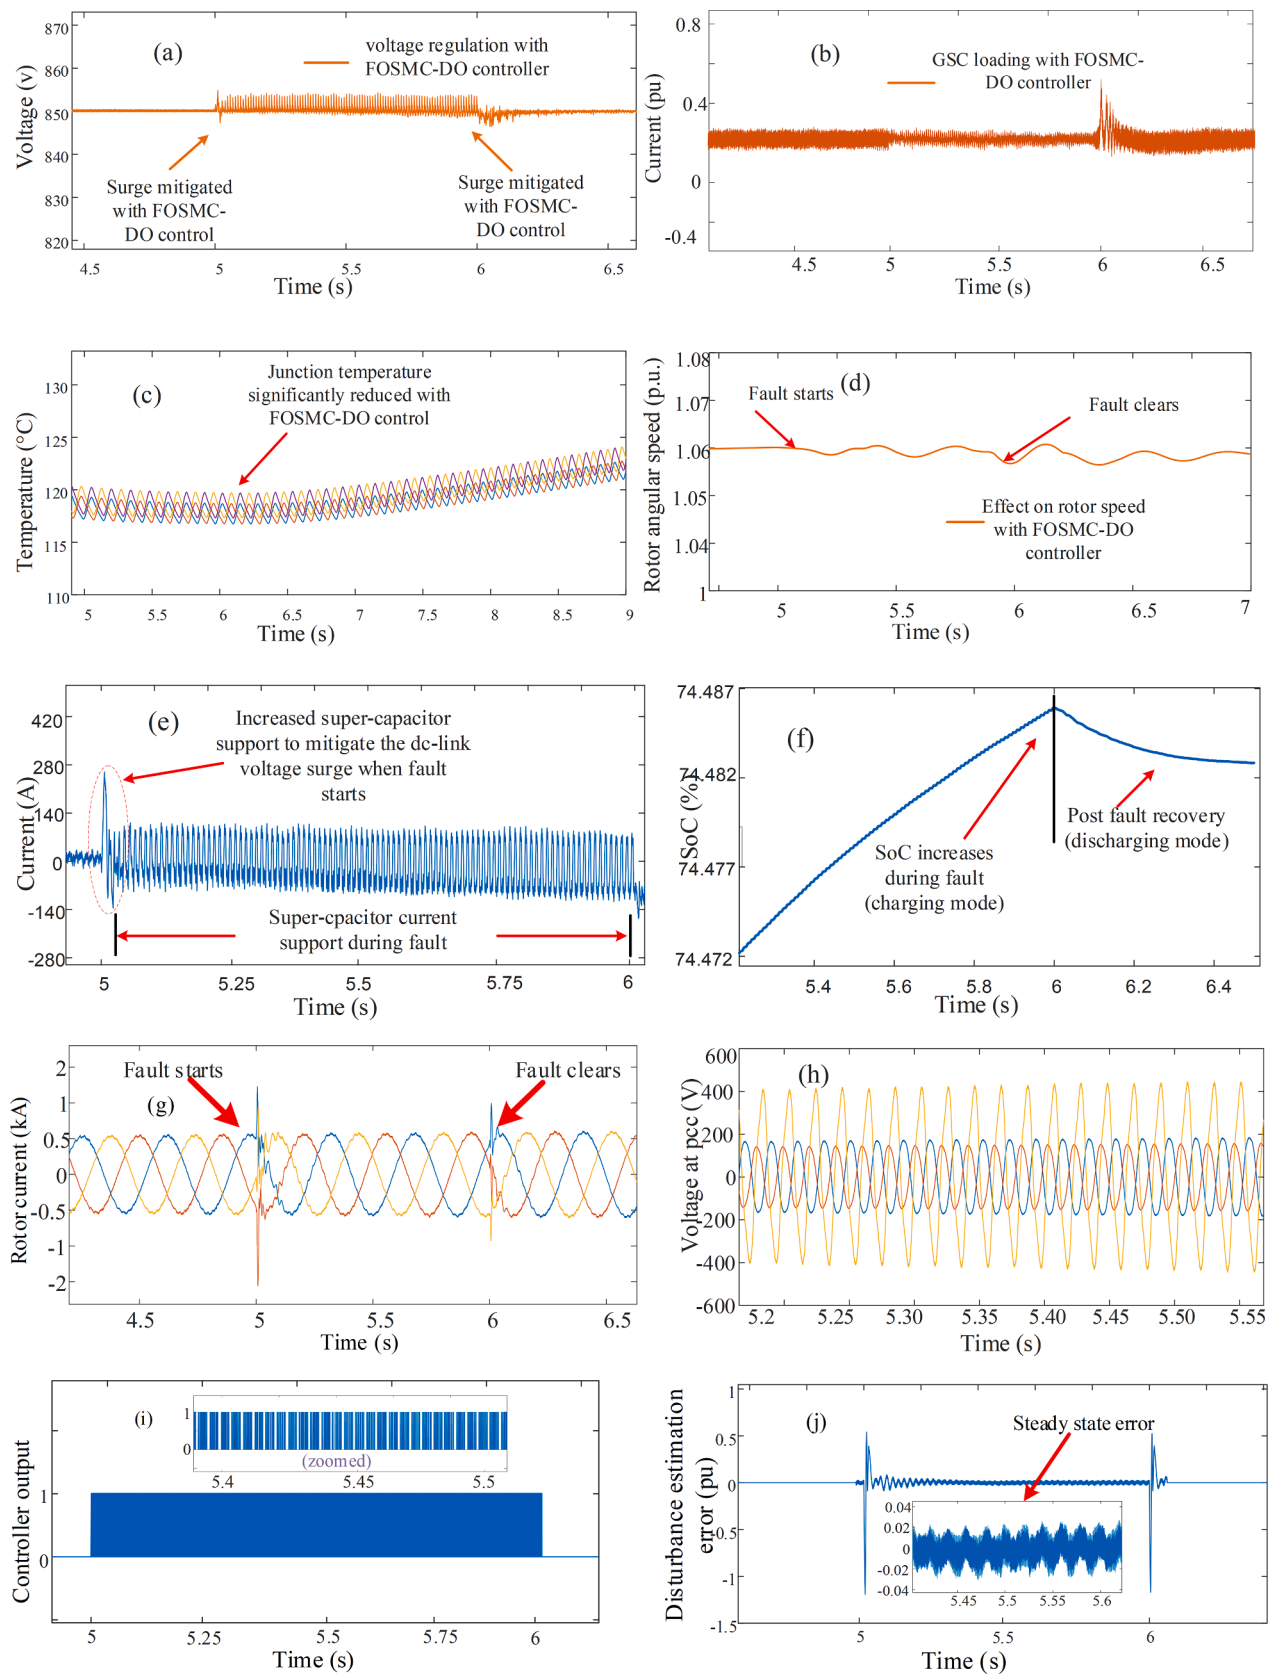 870
860
850
840
830
820
Voltage (v)
(a)
voltage regulation with
FOSMC-DO controller
Surge mitigated
with FOSMC-
DO control
Surge mitigated
with FOSMC-
DO control
4.5
5
5.5
6
6.5
Time (s)
0.8
0.4
0
-0.4
Current (pu)
(b)
GSC loading with FOSMC-
DO controller
4.5
5
5.5
6
6.5
Time (s)
130
125
120
115
110
Temperature (°C)
(c)
Junction temperature
significantly reduced with
FOSMC-DO control
5
5.5
6
6.5
7
7.5
8
8.5
9
Time (s)
1.08
1.07
1.06
1.05
1.04
1
Rotor angular speed (p.u.)
(d)
Fault starts
Fault clears
Effect on rotor speed
with FOSMC-DO
controller
5
5.5
6
6.5
7
Time (s)
420
280
140
0
-140
-280
Current (A)
(e)
Increased super-capacitor
support to mitigate the dc-link
voltage surge when fault
starts
Super-cpacitor current
support during fault
5
5.25
5.5
5.75
6
Time (s)
74.487
74.482
74.477
74.472
SoC (%)
(f)
SoC increases
during fault
(charging mode)
Post fault recovery
(discharging mode)
5.4
5.6
5.8
6
6.2
6.4
Time (s)
2
1
0.5
0
-0.5
-1
-2
Rotor current (kA)
Fault starts
(g)
Fault clears
4.5
5
5.5
6
6.5
Time (s)
600
400
200
0
-200
-400
-600
Voltage at pcc (V)
(h)
5.2
5.25
5.30
5.35
5.40
5.45
5.50
5.55
Time (s)
Controller output
1
0
(i)
1
0
(zoomed)
5.4
5.45
5.5
5
5.25
5.5
5.75
6
Time (s)
1
0.5
0
-0.5
-1
-1.5
Disturbance estimation
error (pu)
(j)
Steady state error
0.04
0.02
0
-0.02
-0.04
5.45
5.5
5.55
5.6
5
5.5
6
6.5
Time (s)